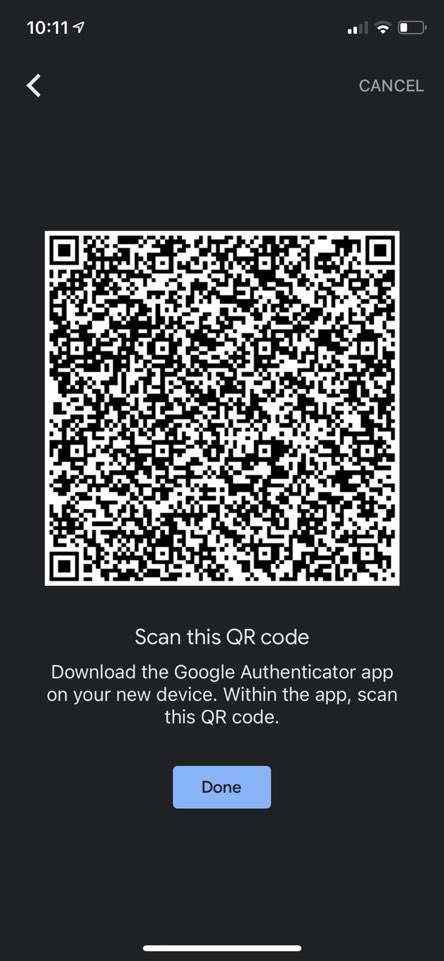 10:11
CANCEL
Scan this QR code
Download the Google Authenticator app
on your new device. Within the app, scan
this QR code.
Done